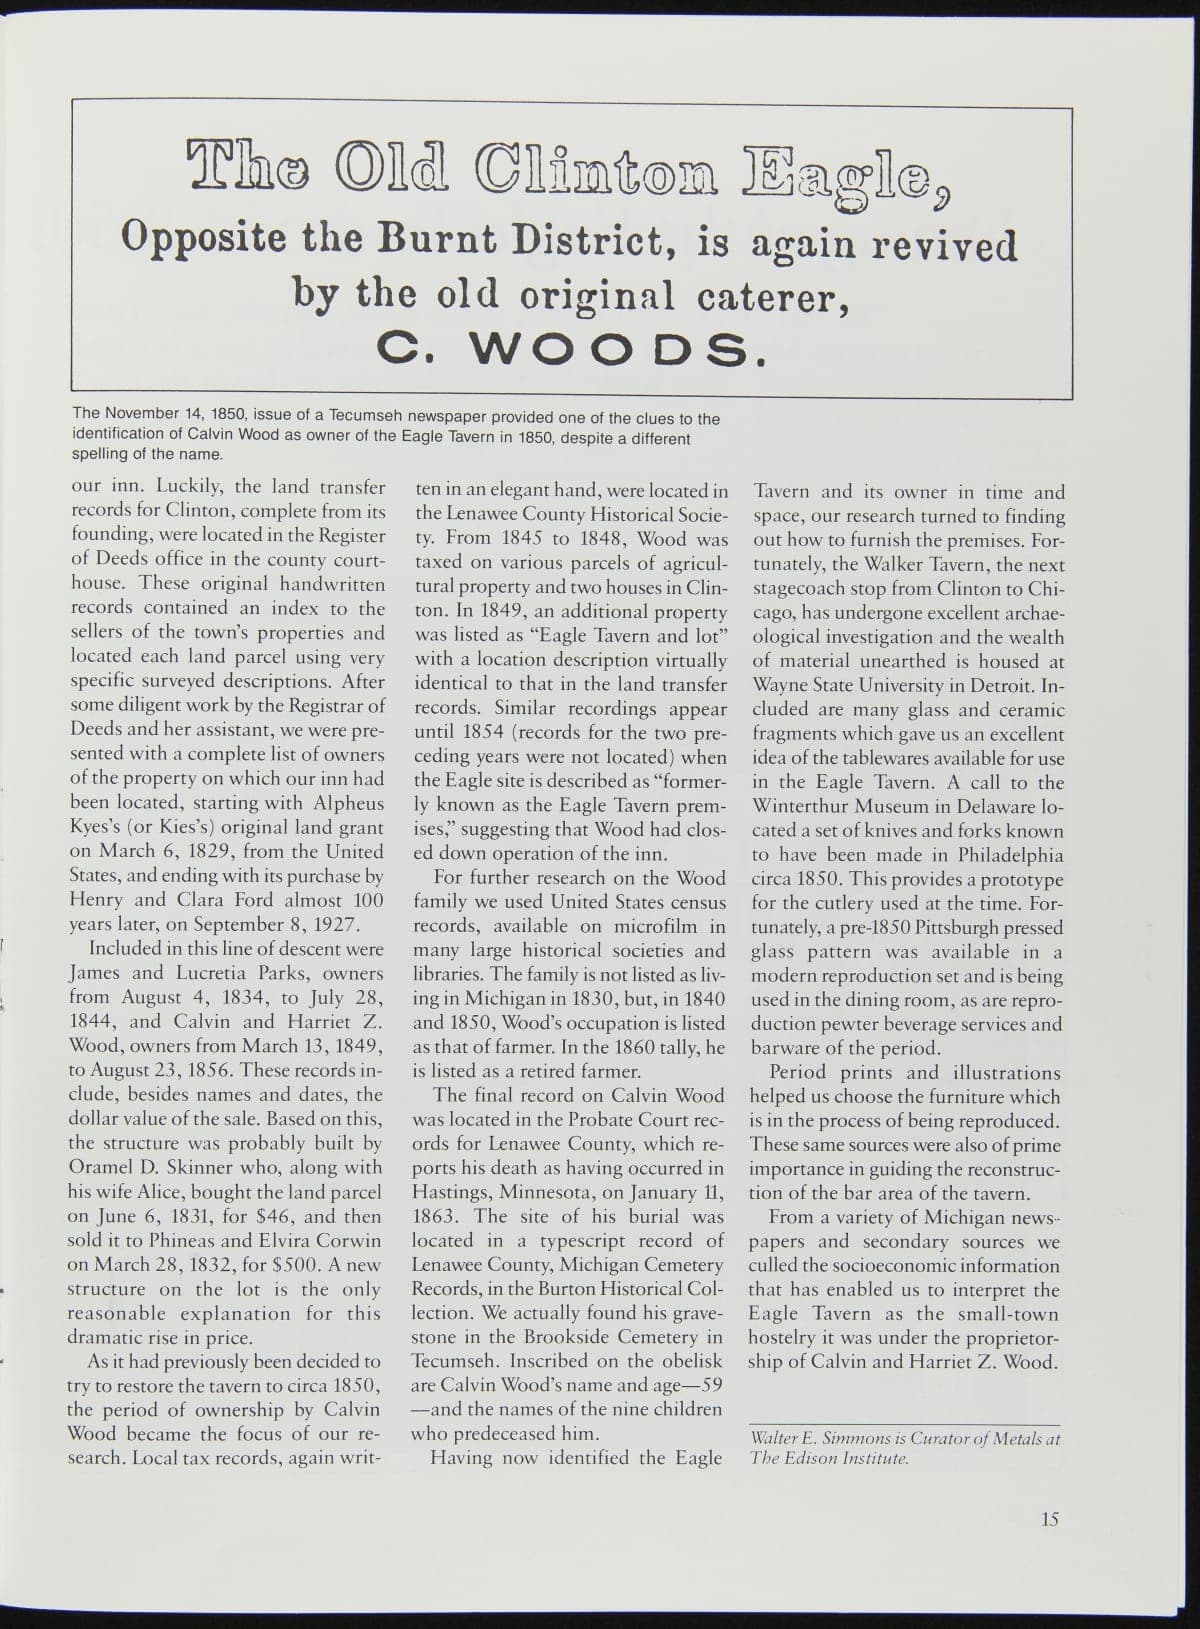 The Old Clinton Eagle,
Opposite the Burnt District, is again revived
by the old original caterer,
C. WOODS.
The November 14, 1850, issue of a Tecumseh newspaper provided one of the clues to the
identification of Calvin Wood as owner of the Eagle Tavern in 1850, despite a different
spelling of the name.
our inn. Luckily, the land transfer
records for Clinton, complete from its
founding, were located in the Register
of Deeds office in the county court-
house. These original handwritten
records contained an index to the
sellers of the town's properties and
located each land parcel using very
specific surveyed descriptions. After
some diligent work by the Registrar of
Deeds and her assistant, we were pre-
sented with a complete list of owners
of the property on which our inn had
been located, starting with Alpheus
Kyes's (or Kies's) original land grant
on March 6, 1829, from the United
States, and ending with its purchase by
Henry and Clara Ford almost 100
years later, on September 8, 1927.
Included in this line of descent were
James and Lucretia Parks, owners
from August 4, 1834, to July 28,
1844, and Calvin and Harriet Z.
Wood, owners from March 13, 1849,
to August 23, 1856. These records in-
clude, besides names and dates, the
dollar value of the sale. Based on this,
the structure was probably built by
Oramel D. Skinner who, along with
his wife Alice, bought the land parcel
on June 6, 1831, for $46, and then
sold it to Phineas and Elvira Corwin
on March 28, 1832, for $500. A new
structure on the lot is the only
reasonable explanation for this
dramatic rise in price.
As it had previously been decided to
try to restore the tavern to circa 1850,
the period of ownership by Calvin
Wood became the focus of our re-
search. Local tax records, again writ-
ten in an elegant hand, were located in
the Lenawee County Historical Socie-
ty. From 1845 to 1848, Wood was
taxed on various parcels of agricul-
tural property and two houses in Clin-
ton. In 1849, an additional property
was listed as "Eagle Tavern and lot"
with a location description virtually
identical to that in the land transfer
records. Similar recordings appear
until 1854 (records for the two pre-
ceding years were not located) when
the Eagle site is described as "former-
ly known as the Eagle Tavern prem-
ises," suggesting that Wood had clos-
ed down operation of the inn.
For further research on the Wood
family we used United States census
records, available on microfilm in
many large historical societies and
libraries. The family is not listed as liv-
ing in Michigan in 1830, but, in 1840
and 1850, Wood's occupation is listed
as that of farmer. In the 1860 tally, he
is listed as a retired farmer.
The final record on Calvin Wood
was located in the Probate Court rec-
ords for Lenawee County, which re-
ports his death as having occurred in
Hastings, Minnesota, on January 11,
1863. The site of his burial was
located in a typescript record of
Lenawee County, Michigan Cemetery
Records, in the Burton Historical Col-
lection. We actually found his grave-
stone in the Brookside Cemetery in
Tecumseh. Inscribed on the obelisk
are Calvin Wood's name and age—59
—and the names of the nine children
who predeceased him.
Having now identified the Eagle
Tavern and its owner in time and
space, our research turned to finding
out how to furnish the premises. For-
tunately, the Walker Tavern, the next
stagecoach stop from Clinton to Chi-
cago, has undergone excellent archae-
ological investigation and the wealth
of material unearthed is housed at
Wayne State University in Detroit. In-
cluded are many glass and ceramic
fragments which gave us an excellent
idea of the tablewares available for use
in the Eagle Tavern. A call to the
Winterthur Museum in Delaware lo-
cated a set of knives and forks known
to have been made in Philadelphia
circa 1850. This provides a prototype
for the cutlery used at the time. For-
tunately, a pre-1850 Pittsburgh pressed
glass pattern was available in a
modern reproduction set and is being
used in the dining room, as are repro-
duction pewter beverage services and
barware of the period.
Period prints and illustrations
helped us choose the furniture which
is in the process of being reproduced.
These same sources were also of prime
importance in guiding the reconstruc-
tion of the bar area of the tavern.
From a variety of Michigan news-
papers and secondary sources we
culled the socioeconomic information
that has enabled us to interpret the
Eagle Tavern as the small-town
hostelry it was under the proprietor-
ship of Calvin and Harriet Z. Wood.
Walter E. Simmons is Curator of Metals at
The Edison Institute.
15